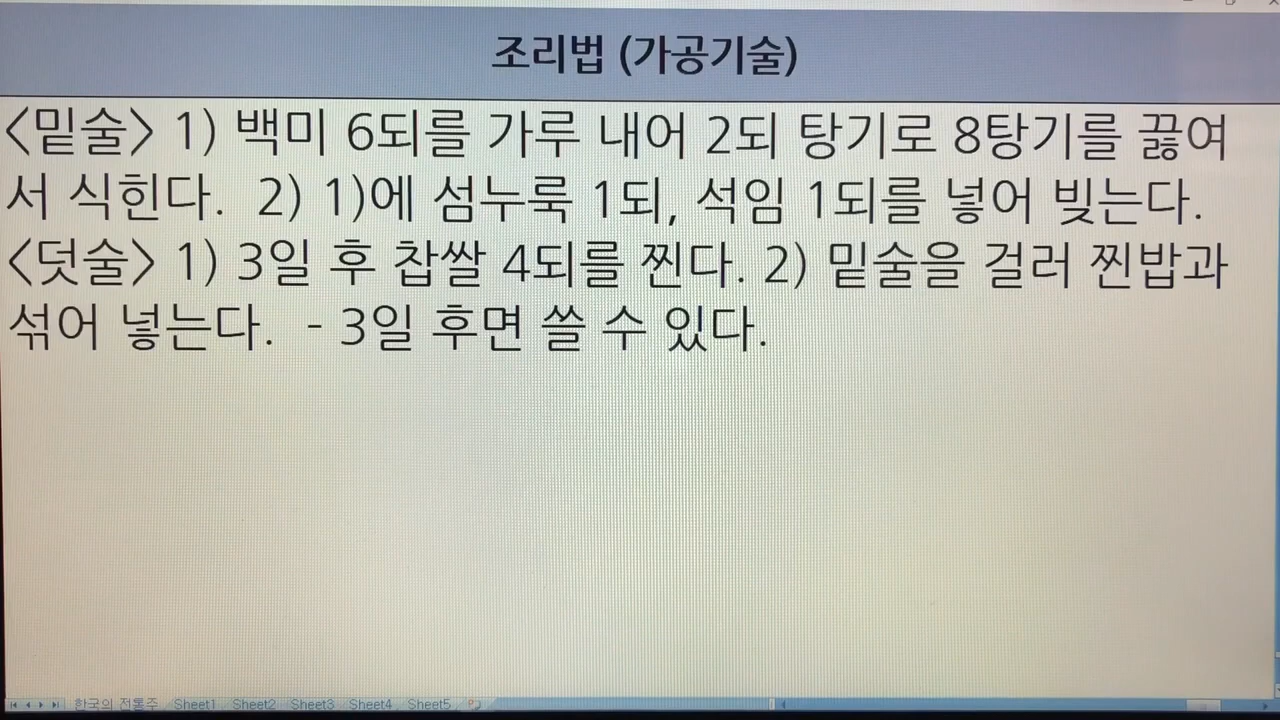 조리법 (가공기술)
<밑술> 1) 백미 6되를 가루 내어 2되 탕기로 8탕기를 끓여
서 식힌다. 2) 1)에 섬누룩 1되, 석임 1되를 넣어 빚는다.
<덧술> 1) 3일 후 찹쌀 4되를 찐다. 2) 밑술을 걸러 찐밥과
섞어 넣는다. - 3일 후면 쓸 수 있다.
한국의 전통주 Sheet1 Sheet2 Sheet3 Sheet4 Sheet5